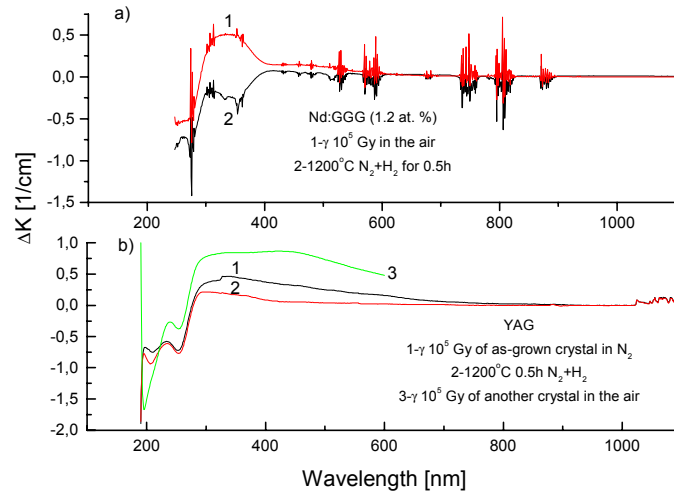 a)
1
0,5
0,0
-0,5
-1,0
-1,5
2
Nd:GGG (1.2 at. %)
1-γ 10⁵ Gy in the air
2-1200°C N₂+H₂ for 0.5h
200 400 600 800 1000
ΔK [1/cm]
b)
1,0
0,5
0,0
-0,5
-1,0
-1,5
-2,0
1
2
3
YAG
1-γ 10⁵ Gy of as-grown crystal in N₂
2-1200°C 0.5h N₂+H₂
3-γ 10⁵ Gy of another crystal in the air
200 400 600 800 1000
Wavelength [nm]